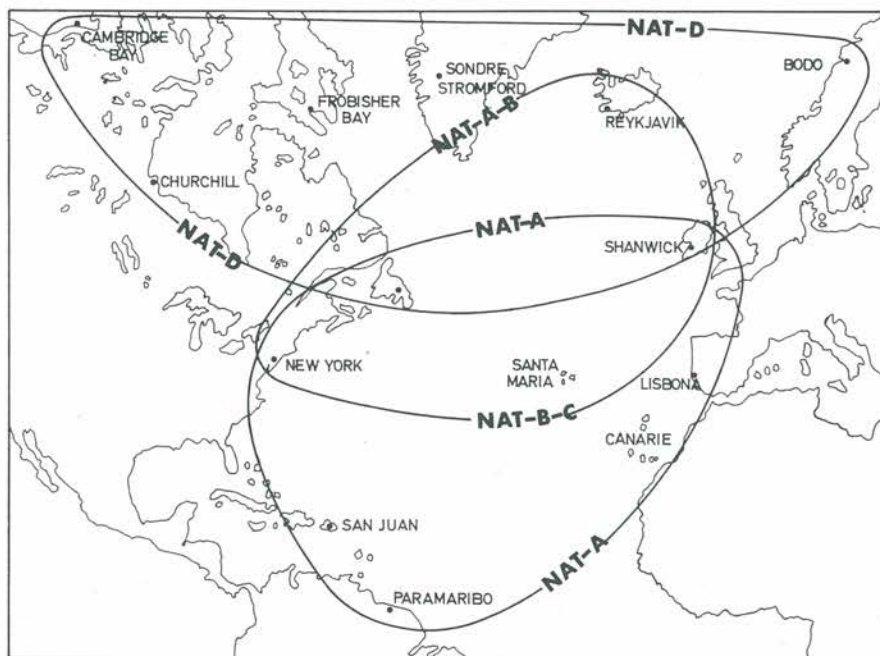 NAT-D
CAMBRIDGE
BAY
SONDRE
STROMFORD
BODO
FROBISHER
BAY
NAT-A-B
REYKJAVIK
CHURCHILL
NAT-D
NAT-A
SHANWICK
NEW YORK
SANTA
MARIA
LISBONA
NAT-B-C
CANARIE
SAN JUAN
NAT-A
PARAMARIBO